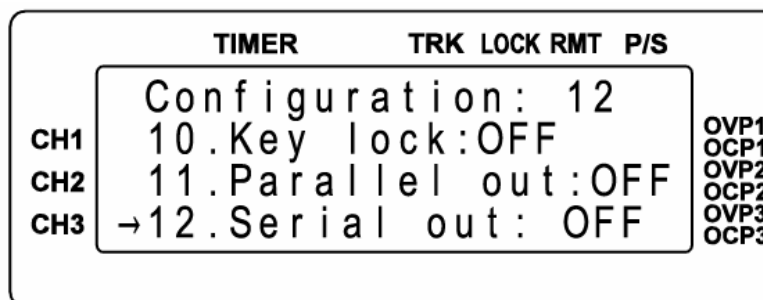 TIMER TRK LOCK RMT P/S
Configuration: 12
CH1 10.Key lock:OFF OVP1
OCP1
CH2 11.Parallel out:OFF OVP2
OCP2
CH3 →12.Serial out: OFF OVP3
OCP3